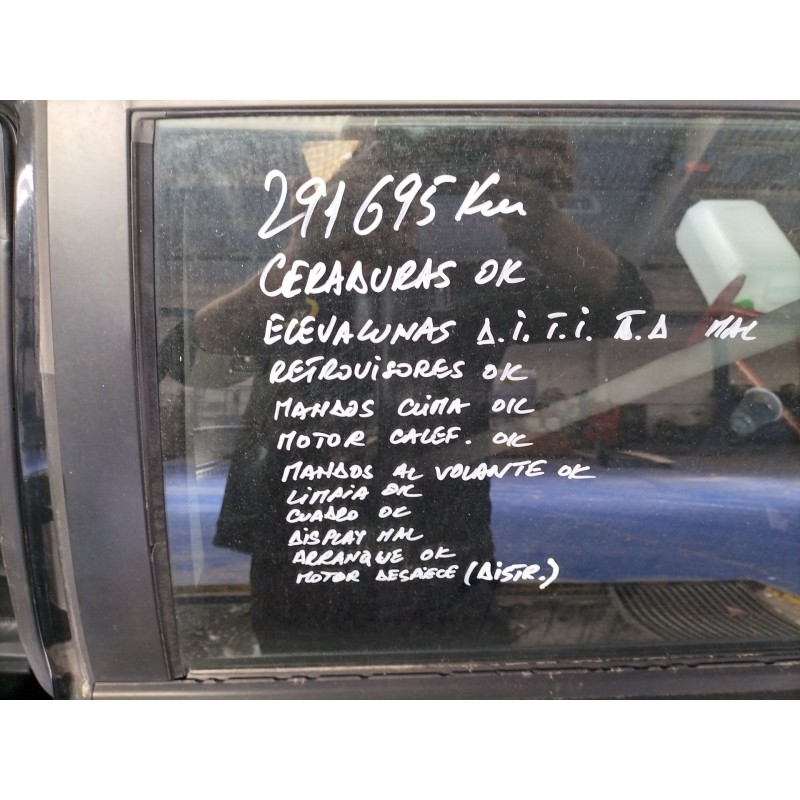 291695 Km
CERADURAS OK
ELEVALUNAS D.i. T.i. T.D MAL
RETROVISORES OK
MANDOS CLIMA OK
MOTOR CALEF. OK
MANDOS AL VOLANTE OK
LIMPIA OK
CUADRO OK
DISPLAY MAL
ARRANQUE OK
MOTOR DESPIECE (DISTR.)